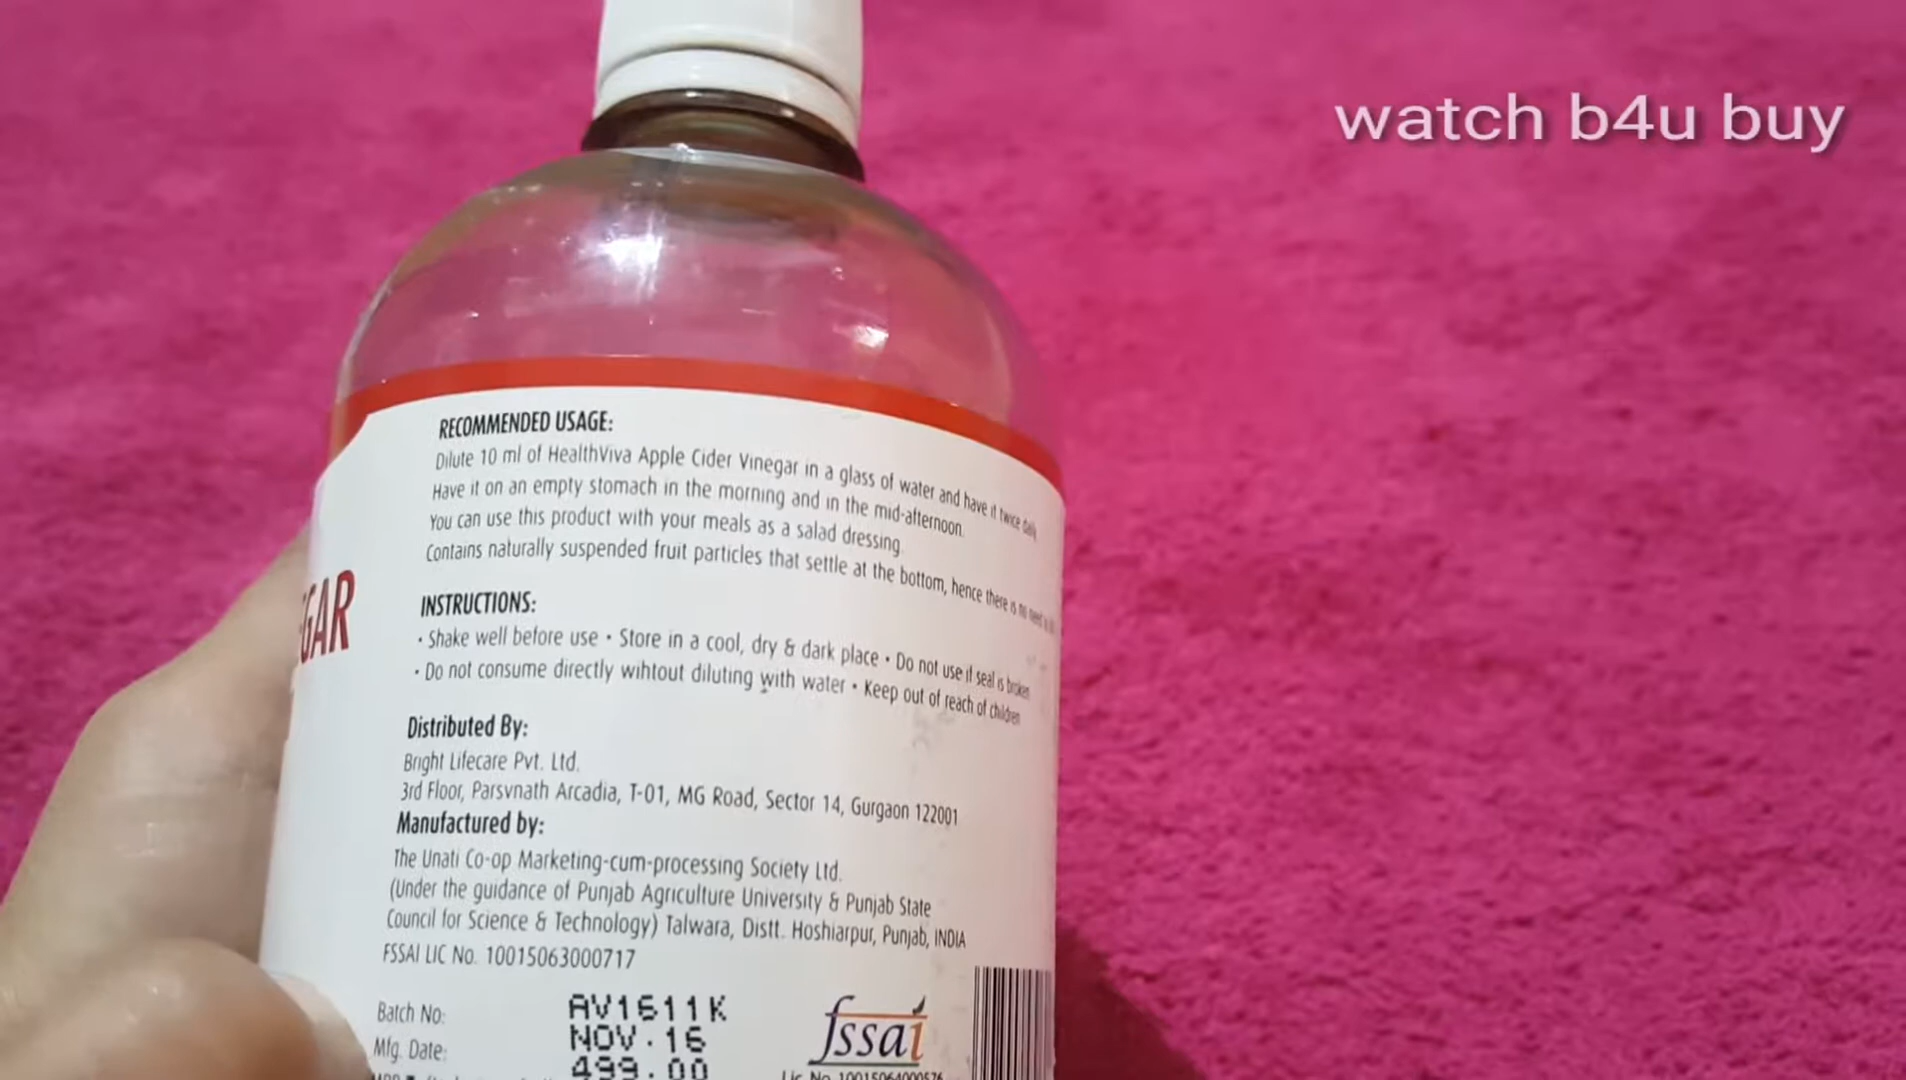 watch b4u buy
RECOMMENDED USAGE:
Dilute 10 ml of HealthViva Apple Cider Vinegar in a glass of water and have it twice daily
Have it on an empty stomach in the morning and in the mid-afternoon.
You can use this product with your meals as a salad dressing.
Contains naturally suspended fruit particles that settle at the bottom, hence there is no need to
GAR
INSTRUCTIONS:
• Shake well before use • Store in a cool, dry & dark place • Do not use if seal is broken
• Do not consume directly wihtout diluting with water • Keep out of reach of children
Distributed By:
Bright Lifecare Pvt. Ltd.
3rd Floor, Parsvnath Arcadia, T-01, MG Road, Sector 14, Gurgaon 122001
Manufactured by:
The Unati Co-op Marketing-cum-processing Society Ltd.
(Under the guidance of Punjab Agriculture University & Punjab State
Council for Science & Technology) Talwara, Distt. Hoshiarpur, Punjab, INDIA
FSSAI LIC No. 10015063000717
Batch No: AV1611K
Mfg. Date: NOV.16
499.00
fssai
Lic. No. 10015064000576